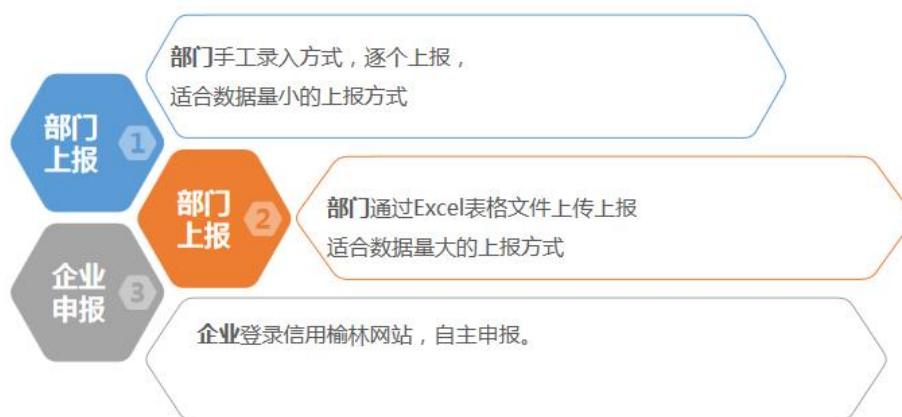 部门手工录入方式，逐个上报，
适合数据量小的上报方式
部门
上报
1
部门
上报
2
部门通过Excel表格文件上传上报
适合数据量大的上报方式
企业
申报
3
企业登录信用榆林网站，自主申报。